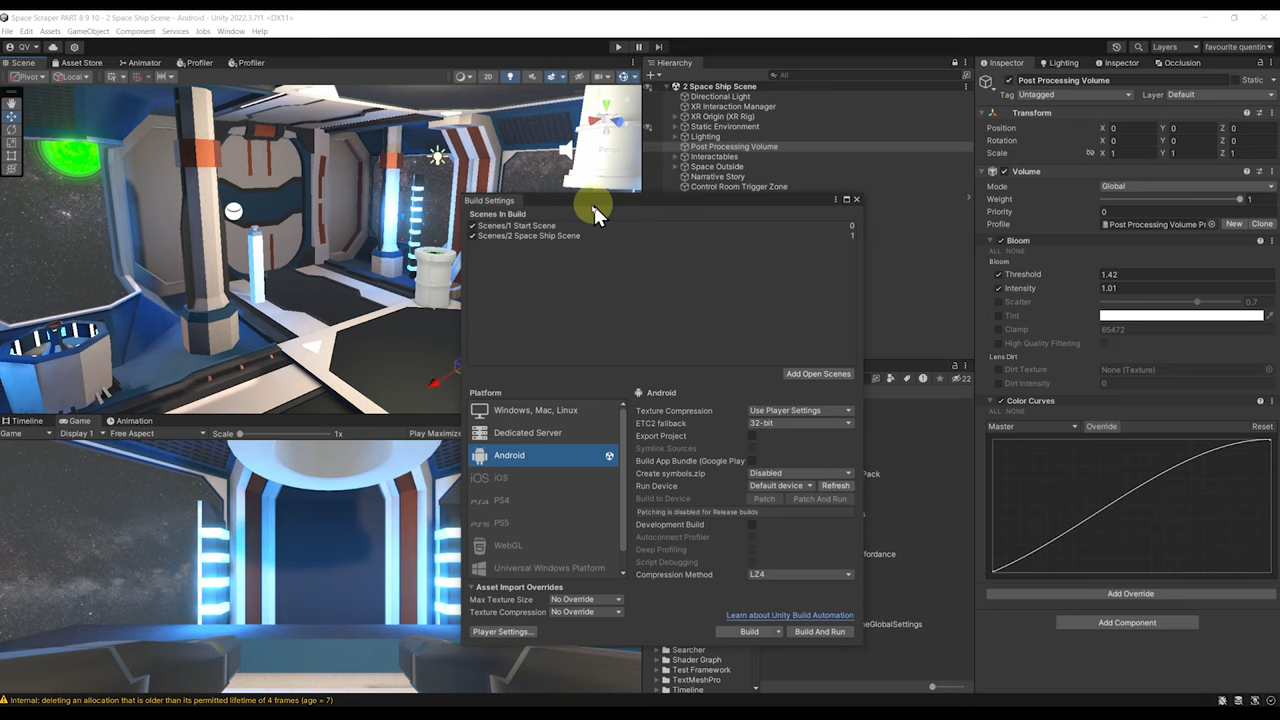 Space Scraper PART 8 9 10 - 2 Space Ship Scene - Android - Unity 2022.3.7f1 <DX11>
File Edit Assets GameObject Component Services Jobs Window Help
QV Layers favourite quentin
Scene Asset Store Animator Profiler Profiler
Pivot Local 2D
Hierarchy
All
2 Space Ship Scene
Directional Light
XR Interaction Manager
XR Origin (XR Rig)
Static Environment
Lighting
Post Processing Volume
Interactables
Space Outside
Narrative Story
Control Room Trigger Zone
Build Settings
Scenes In Build
Scenes/1 Start Scene 0
Scenes/2 Space Ship Scene 1
Add Open Scenes
Platform
Windows, Mac, Linux
Dedicated Server
Android
iOS iOS
PS4 PS4
PS5 PS5
WebGL
Universal Windows Platform
Asset Import Overrides
Max Texture Size No Override
Texture Compression No Override
Player Settings...
Android
Texture Compression Use Player Settings
ETC2 fallback 32-bit
Export Project
Symlink Sources
Build App Bundle (Google Play
Create symbols.zip Disabled
Run Device Default device Refresh
Build to Device Patch Patch And Run
Patching is disabled for Release builds
Development Build
Autoconnect Profiler
Deep Profiling
Script Debugging
Compression Method LZ4
Learn about Unity Build Automation
Build Build And Run
Timeline Game Animation
Game Display 1 Free Aspect Scale 1x Play Maximize
22
Pack
ordance
eGlobalSettings
Searcher
Shader Graph
Test Framework
TextMeshPro
Timeline
Inspector Lighting Inspector Occlusion
Post Processing Volume Static
Tag Untagged Layer Default
Transform
Position X 0 Y 0 Z 0
Rotation X 0 Y 0 Z 0
Scale X 1 Y 1 Z 1
Volume
Mode Global
Weight 1
Priority 0
Profile Post Processing Volume Pr New Clone
Bloom
ALL NONE
Bloom
Threshold 1.42
Intensity 1.01
Scatter 0.7
Tint
Clamp 65472
High Quality Filtering
Lens Dirt
Dirt Texture None (Texture)
Dirt Intensity 0
Color Curves
ALL NONE
Master Override Reset
Add Override
Add Component
Internal: deleting an allocation that is older than its permitted lifetime of 4 frames (age = 7)